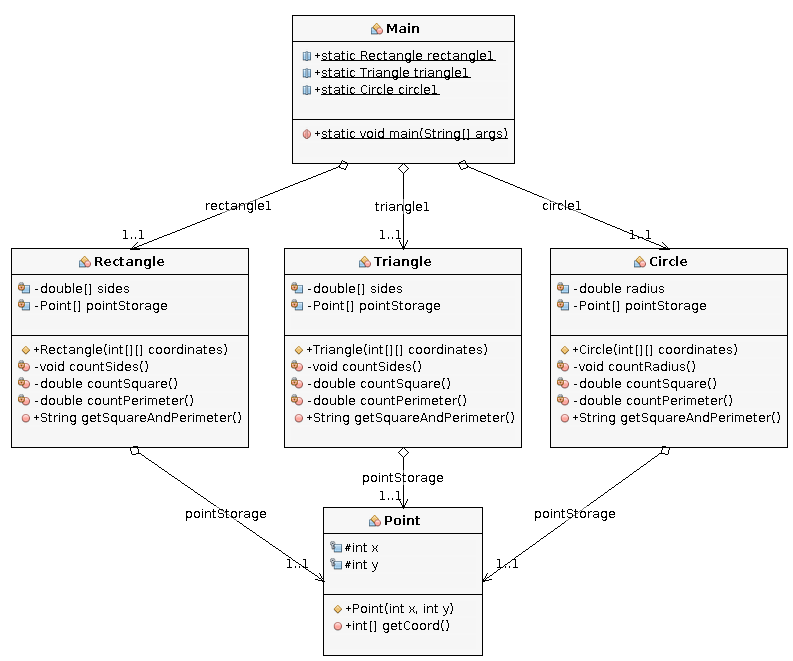 Main
+static Rectangle rectangle1
+static Triangle triangle1
+static Circle circle1
+static void main(String[] args)
rectangle1
triangle1
circle1
1..1
1..1
1..1
Rectangle
-double[] sides
-Point[] pointStorage
+Rectangle(int[][] coordinates)
-void countSides()
-double countSquare()
-double countPerimeter()
+String getSquareAndPerimeter()
Triangle
-double[] sides
-Point[] pointStorage
+Triangle(int[][] coordinates)
-void countSides()
-double countSquare()
-double countPerimeter()
+String getSquareAndPerimeter()
Circle
-double radius
-Point[] pointStorage
+Circle(int[][] coordinates)
-void countRadius()
-double countSquare()
-double countPerimeter()
+String getSquareAndPerimeter()
pointStorage
pointStorage
pointStorage
1..1
1..1
1..1
Point
#int x
#int y
+Point(int x, int y)
+int[] getCoord()